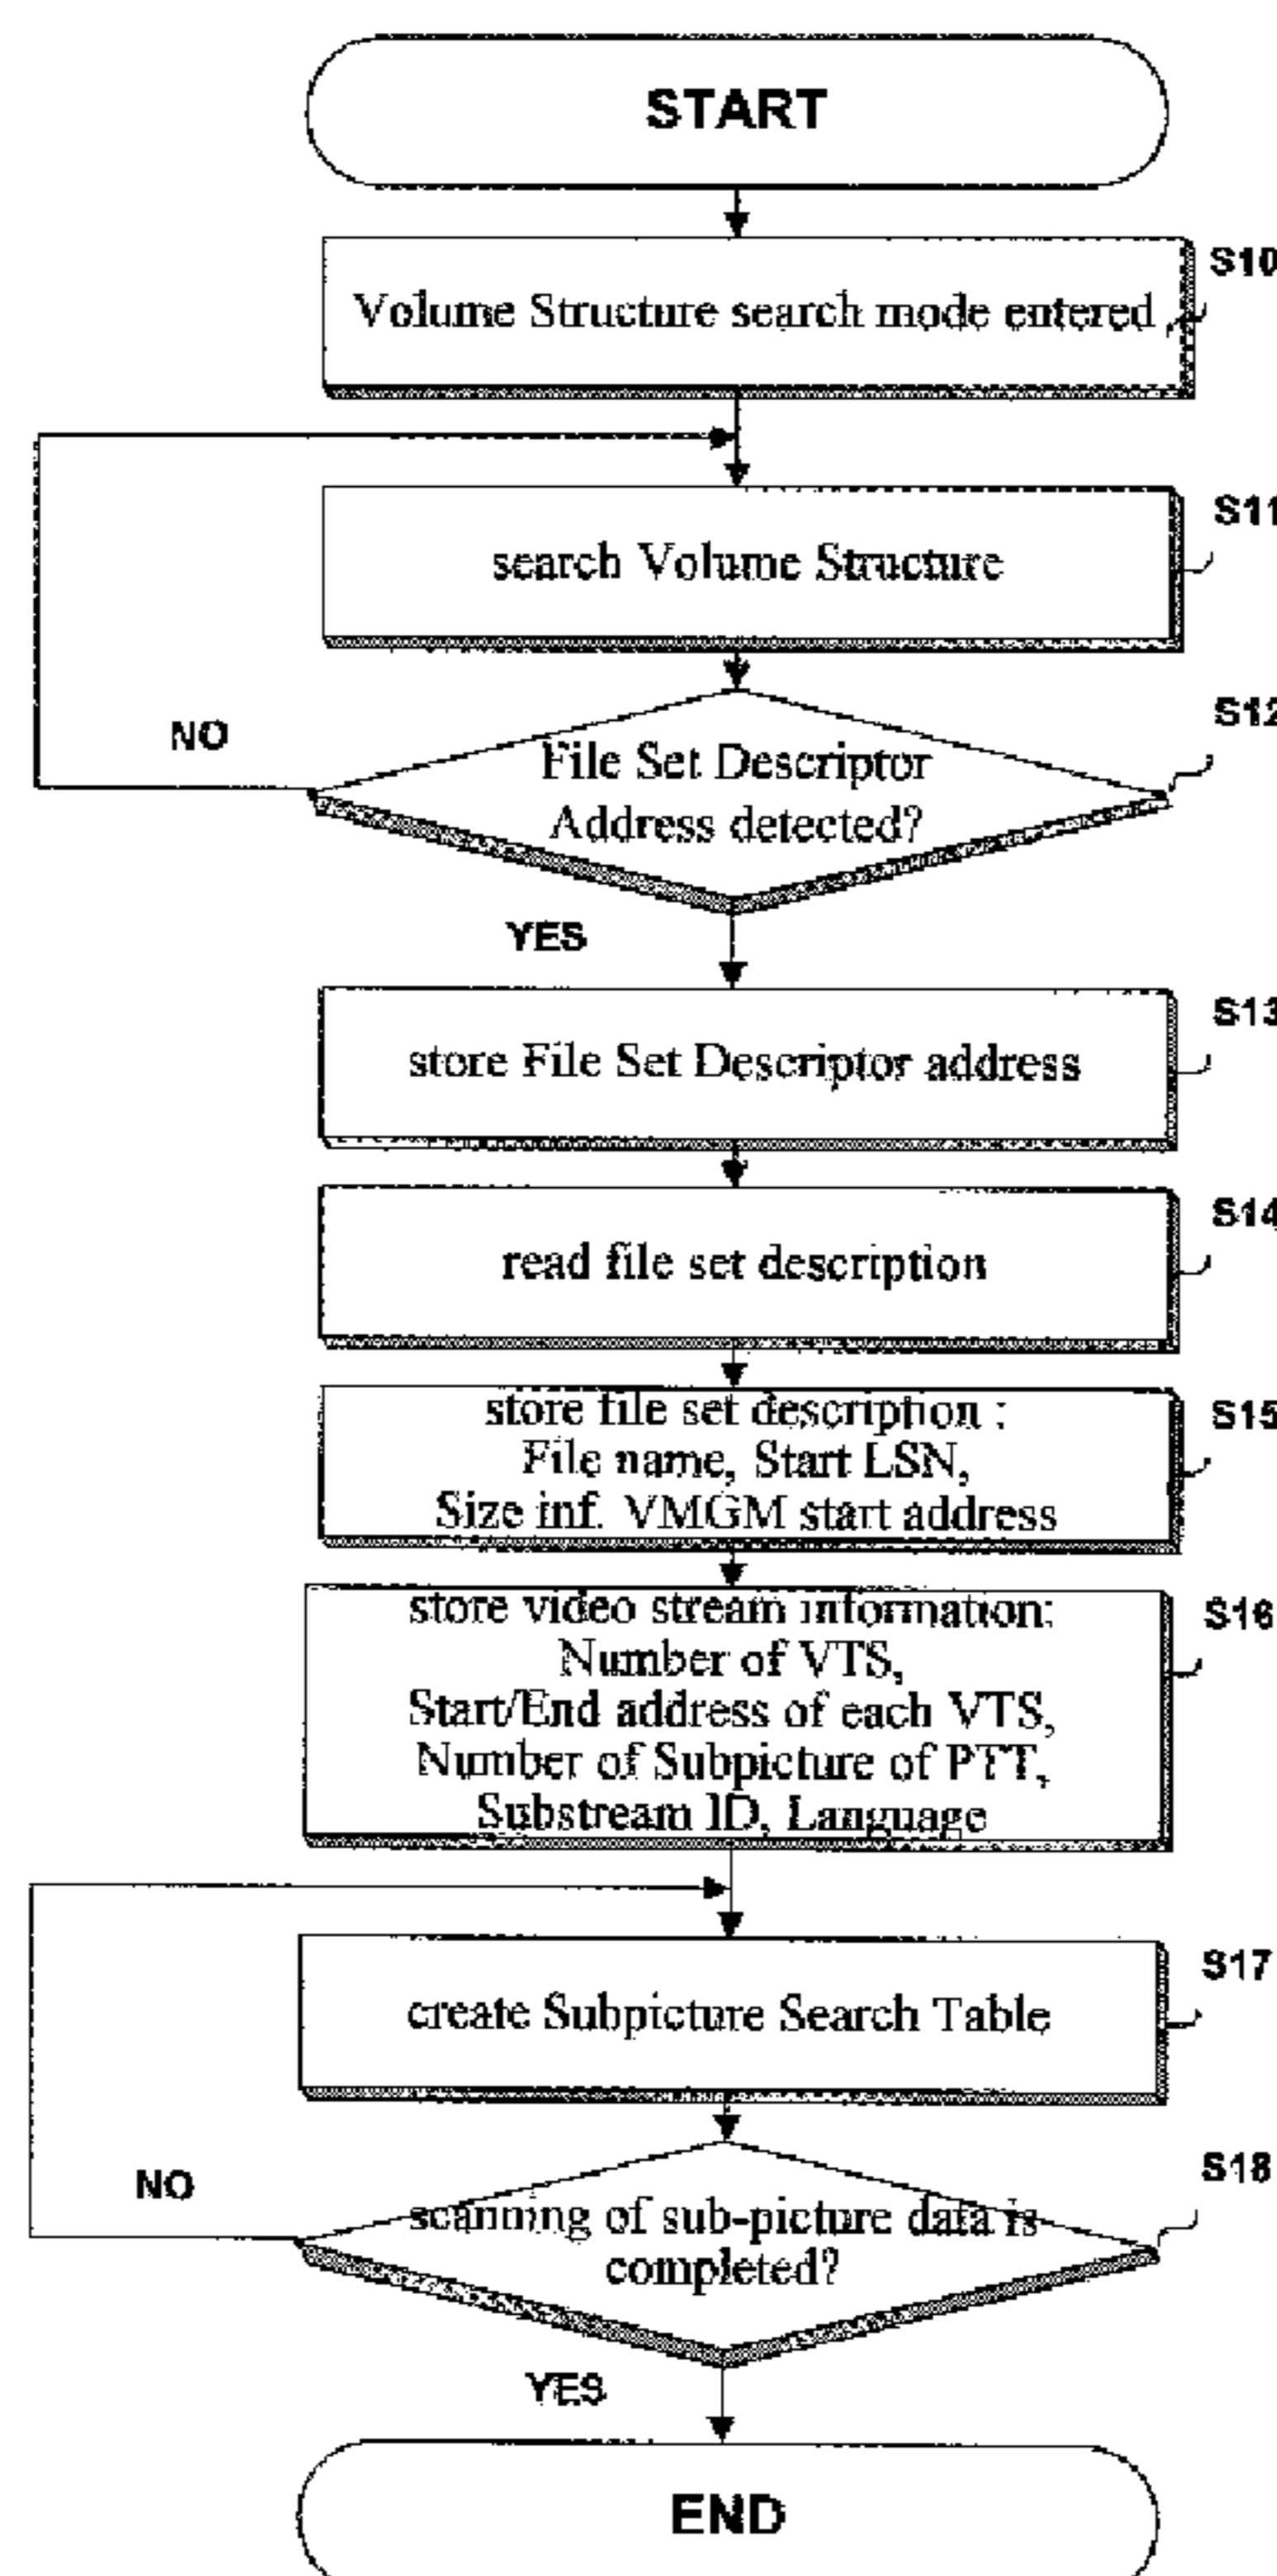 START
S10
Volume Structure search mode entered
S11
search Volume Structure
S12
NO
File Set Descriptor
Address detected?
YES
S13
store File Set Descriptor address
S14
read file set description
S15
store file set description :
File name, Start LSN,
Size inf. VMGM start address
S16
store video stream information:
Number of VTS,
Start/End address of each VTS,
Number of Subpicture of PTT,
Substream ID, Language
S17
create Subpicture Search Table
S18
NO
scanning of sub-picture data is
completed?
YES
END